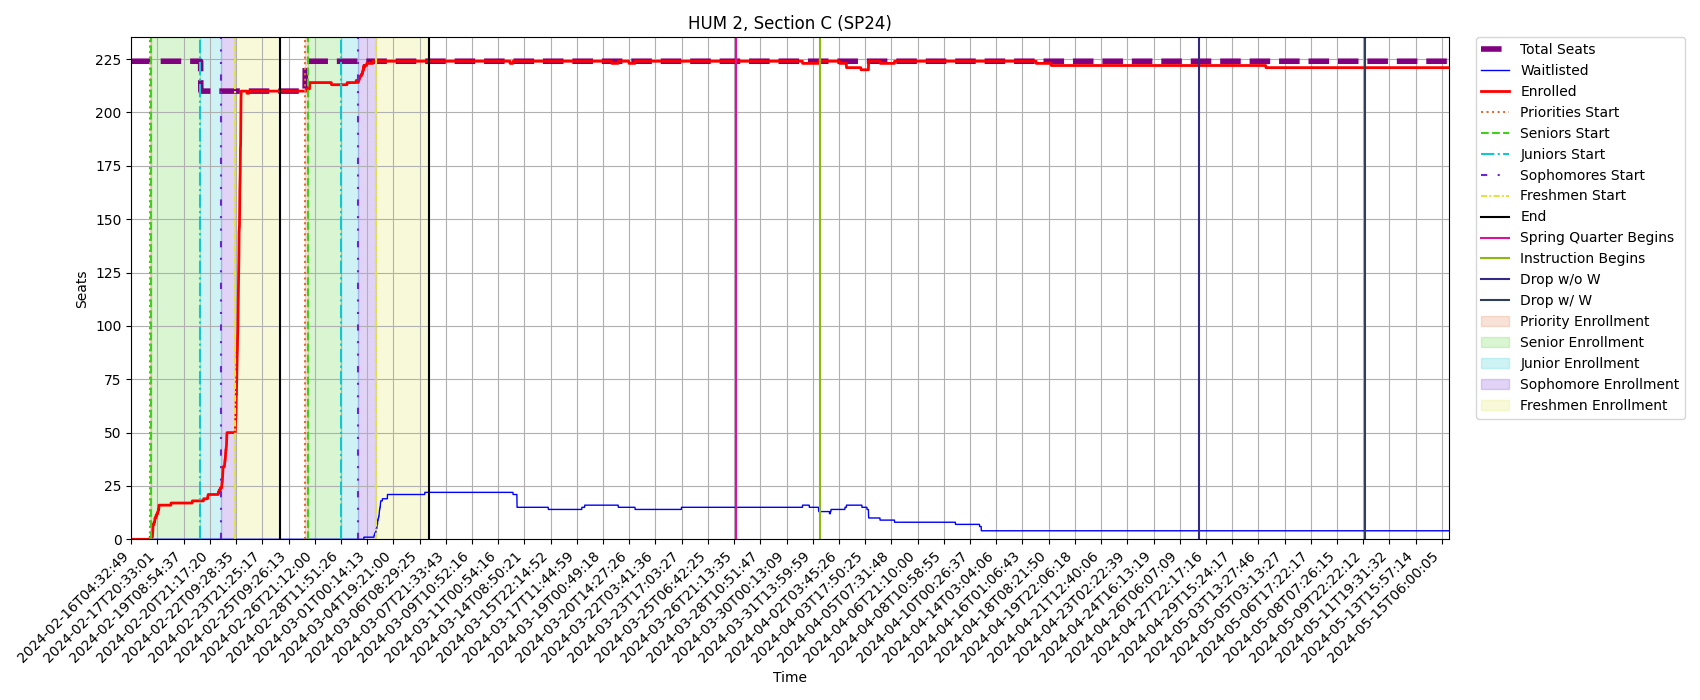 HUM 2, Section C (SP24)
Seats
225
200
175
150
125
100
75
50
25
0
2024-02-16T04:32:49
2024-02-17T20:33:01
2024-02-19T08:54:37
2024-02-20T21:17:20
2024-02-22T09:28:35
2024-02-23T21:25:17
2024-02-25T09:26:13
2024-02-26T21:12:00
2024-02-28T11:51:26
2024-03-01T00:14:13
2024-03-04T19:21:00
2024-03-06T08:29:25
2024-03-07T21:33:43
2024-03-09T10:52:16
2024-03-11T00:54:16
2024-03-14T08:50:21
2024-03-15T22:14:52
2024-03-17T11:44:59
2024-03-19T00:49:18
2024-03-20T14:27:26
2024-03-22T03:41:36
2024-03-23T17:03:27
2024-03-25T06:42:25
2024-03-26T21:13:35
2024-03-28T10:51:47
2024-03-30T00:13:09
2024-03-31T13:59:59
2024-04-02T03:45:26
2024-04-03T17:50:25
2024-04-05T07:31:48
2024-04-06T21:10:00
2024-04-08T10:58:55
2024-04-10T00:26:37
2024-04-14T03:04:06
2024-04-16T01:06:43
2024-04-18T08:21:50
2024-04-19T22:06:18
2024-04-21T12:40:06
2024-04-23T02:22:39
2024-04-24T16:13:19
2024-04-26T06:07:09
2024-04-27T22:17:16
2024-04-29T15:24:17
2024-05-03T13:27:46
2024-05-05T03:13:27
2024-05-06T17:22:17
2024-05-08T07:26:15
2024-05-09T22:22:12
2024-05-11T19:31:32
2024-05-13T15:57:14
2024-05-15T06:00:05
Time
Total Seats
Waitlisted
Enrolled
Priorities Start
Seniors Start
Juniors Start
Sophomores Start
Freshmen Start
End
Spring Quarter Begins
Instruction Begins
Drop w/o W
Drop w/ W
Priority Enrollment
Senior Enrollment
Junior Enrollment
Sophomore Enrollment
Freshmen Enrollment